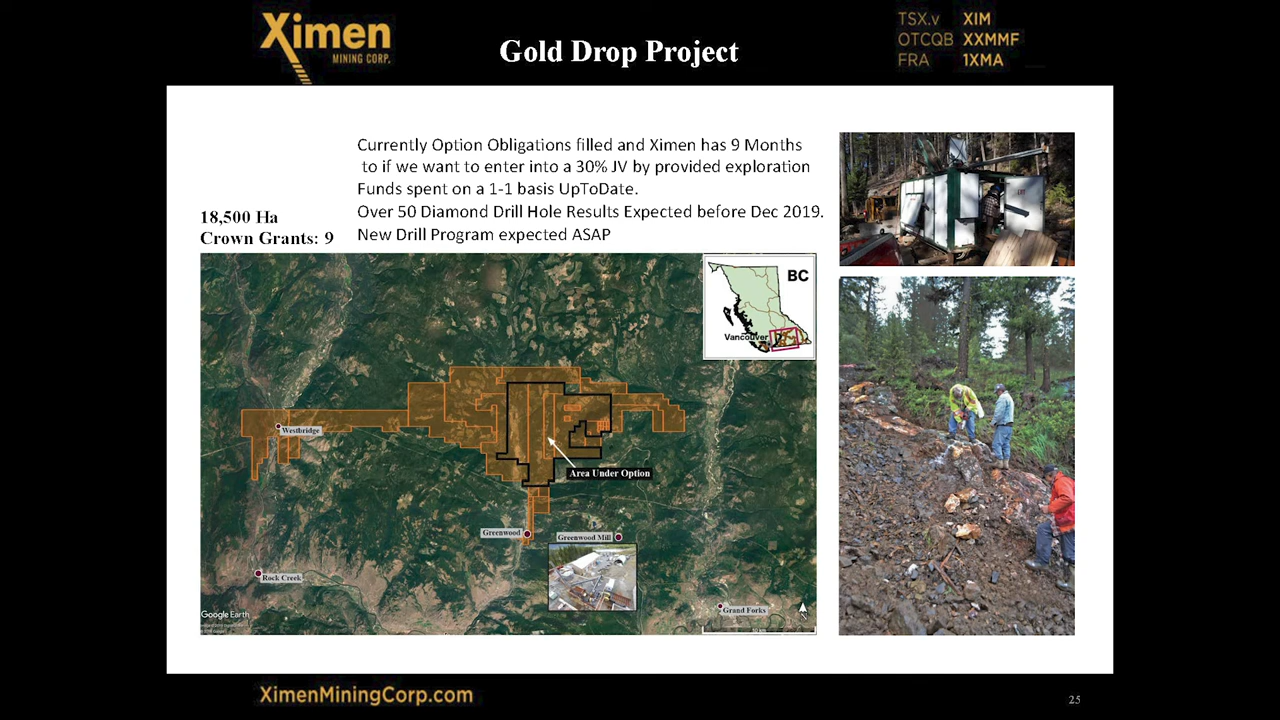 Ximen
MINING CORP.
Gold Drop Project
TSX.v XIM
OTCQB XXMMF
FRA 1XMA
Currently Option Obligations filled and Ximen has 9 Months
to if we want to enter into a 30% JV by provided exploration
Funds spent on a 1-1 basis UpToDate.
Over 50 Diamond Drill Hole Results Expected before Dec 2019.
New Drill Program expected ASAP
18,500 Ha
Crown Grants: 9
BC
Vancouver
Westbridge
Area Under Option
Greenwood
Greenwood Mill
Rock Creek
Grand Forks
Google Earth
N
10 km
XimenMiningCorp.com
25